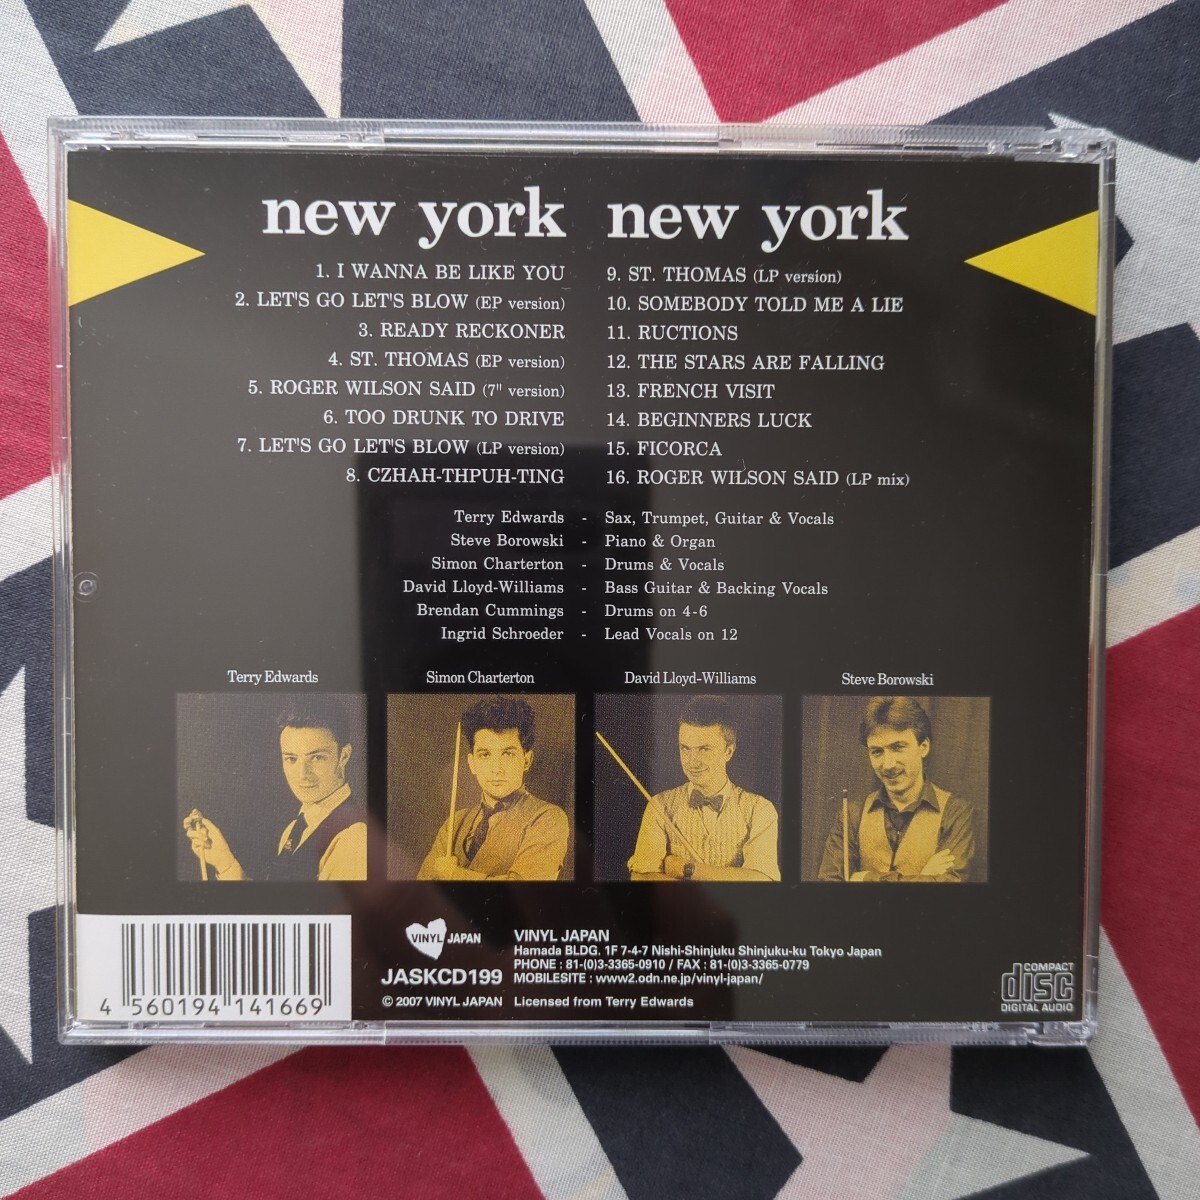 new york new york
1. I WANNA BE LIKE YOU
2. LET'S GO LET'S BLOW (EP version)
3. READY RECKONER
4. ST. THOMAS (EP version)
5. ROGER WILSON SAID (7" version)
6. TOO DRUNK TO DRIVE
7. LET'S GO LET'S BLOW (LP version)
8. CZHAH-THPUH-TING
9. ST. THOMAS (LP version)
10. SOMEBODY TOLD ME A LIE
11. RUCTIONS
12. THE STARS ARE FALLING
13. FRENCH VISIT
14. BEGINNERS LUCK
15. FICORCA
16. ROGER WILSON SAID (LP mix)
Terry Edwards - Sax, Trumpet, Guitar & Vocals
Steve Borowski - Piano & Organ
Simon Charterton - Drums & Vocals
David Lloyd-Williams - Bass Guitar & Backing Vocals
Brendan Cummings - Drums on 4-6
Ingrid Schroeder - Lead Vocals on 12
Terry Edwards
Simon Charterton
David Lloyd-Williams
Steve Borowski
4 560194 141669
VINYL JAPAN
JASKCD199
© 2007 VINYL JAPAN
VINYL JAPAN
Hamada BLDG. 1F 7-4-7 Nishi-Shinjuku Shinjuku-ku Tokyo Japan
PHONE : 81-(0)3-3365-0910 / FAX : 81-(0)3-3365-0779
MOBILESITE : www2.odn.ne.jp/vinyl-japan/
Licensed from Terry Edwards
COMPACT
disc
DIGITAL AUDIO